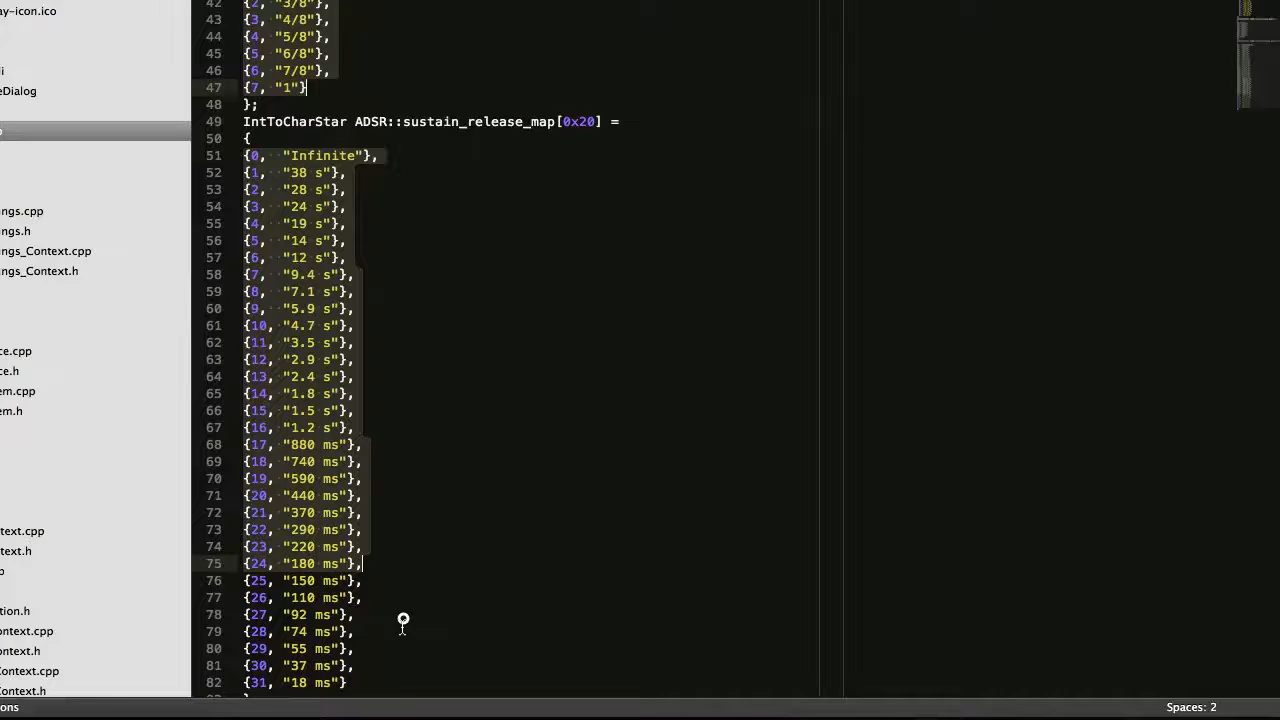 ay-icon.ico
i
eDialog
p
ngs.cpp
ngs.h
ngs_Context.cpp
ngs_Context.h
ce.cpp
ce.h
em.cpp
em.h
text.cpp
text.h
p
tion.h
ontext.cpp
ontext.h
Context.cpp
Context.h
42 {2, "3/8"},
43 {3, "4/8"},
44 {4, "5/8"},
45 {5, "6/8"},
46 {6, "7/8"},
47 {7, "1"}
48 };
49 IntToCharStar ADSR::sustain_release_map[0x20] =
50 {
51 {0, "Infinite"},
52 {1, "38 s"},
53 {2, "28 s"},
54 {3, "24 s"},
55 {4, "19 s"},
56 {5, "14 s"},
57 {6, "12 s"},
58 {7, "9.4 s"},
59 {8, "7.1 s"},
60 {9, "5.9 s"},
61 {10, "4.7 s"},
62 {11, "3.5 s"},
63 {12, "2.9 s"},
64 {13, "2.4 s"},
65 {14, "1.8 s"},
66 {15, "1.5 s"},
67 {16, "1.2 s"},
68 {17, "880 ms"},
69 {18, "740 ms"},
70 {19, "590 ms"},
71 {20, "440 ms"},
72 {21, "370 ms"},
73 {22, "290 ms"},
74 {23, "220 ms"},
75 {24, "180 ms"},
76 {25, "150 ms"},
77 {26, "110 ms"},
78 {27, "92 ms"},
79 {28, "74 ms"},
80 {29, "55 ms"},
81 {30, "37 ms"},
82 {31, "18 ms"}
ons
Spaces: 2